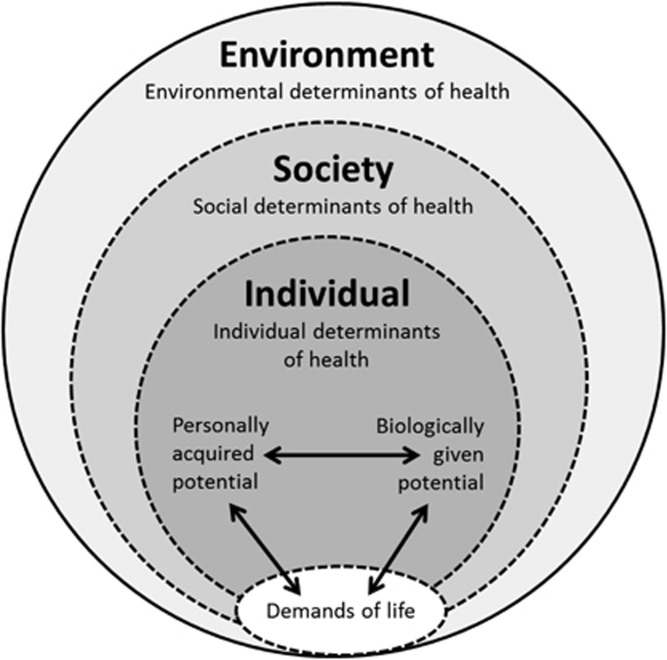 Environment
Environmental determinants of health
Society
Social determinants of health
Individual
Individual determinants
of health
Personally
acquired
potential
Biologically
given
potential
Demands of life